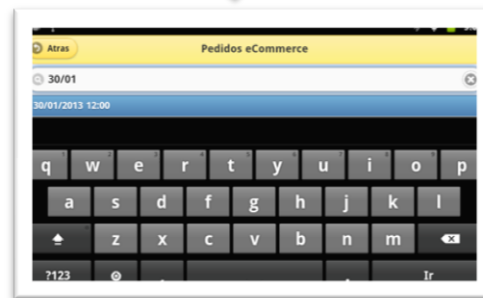 Atras Pedidos eCommerce
30/01
30/01/2013 12:00
q w e r t y u i o p
a s d f g h j k l
z x c v b n m
?123 . Ir